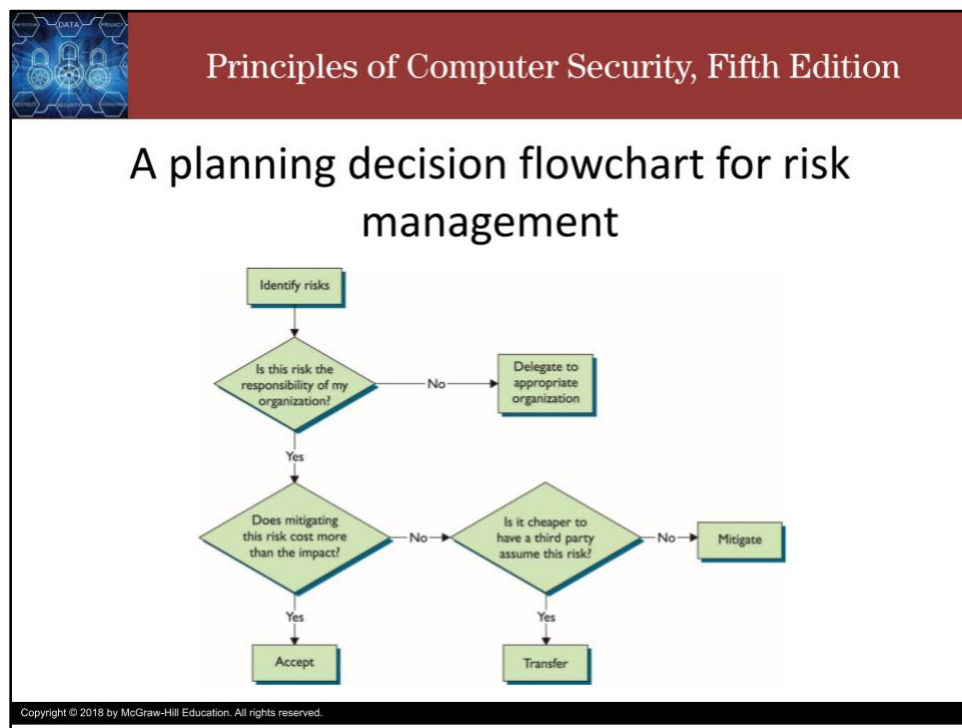 DATA
PRIVACY
SECURITY
Principles of Computer Security, Fifth Edition
A planning decision flowchart for risk
management
Identify risks
Is this risk the
responsibility of my
organization?
No
Delegate to
appropriate
organization
Yes
Does mitigating
this risk cost more
than the impact?
No
Is it cheaper to
have a third party
assume this risk?
No
Mitigate
Yes
Yes
Accept
Transfer
Copyright © 2018 by McGraw-Hill Education. All rights reserved.